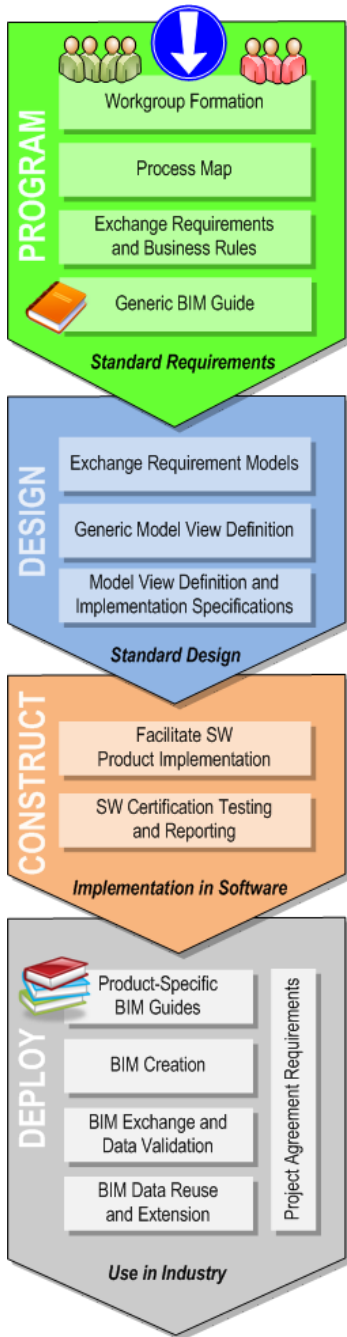 PROGRAM
Workgroup Formation
Process Map
Exchange Requirements
and Business Rules
Generic BIM Guide
Standard Requirements
DESIGN
Exchange Requirement Models
Generic Model View Definition
Model View Definition and
Implementation Specifications
Standard Design
CONSTRUCT
Facilitate SW
Product Implementation
SW Certification Testing
and Reporting
Implementation in Software
DEPLOY
Product-Specific
BIM Guides
BIM Creation
BIM Exchange and
Data Validation
BIM Data Reuse
and Extension
Project Agreement Requirements
Use in Industry